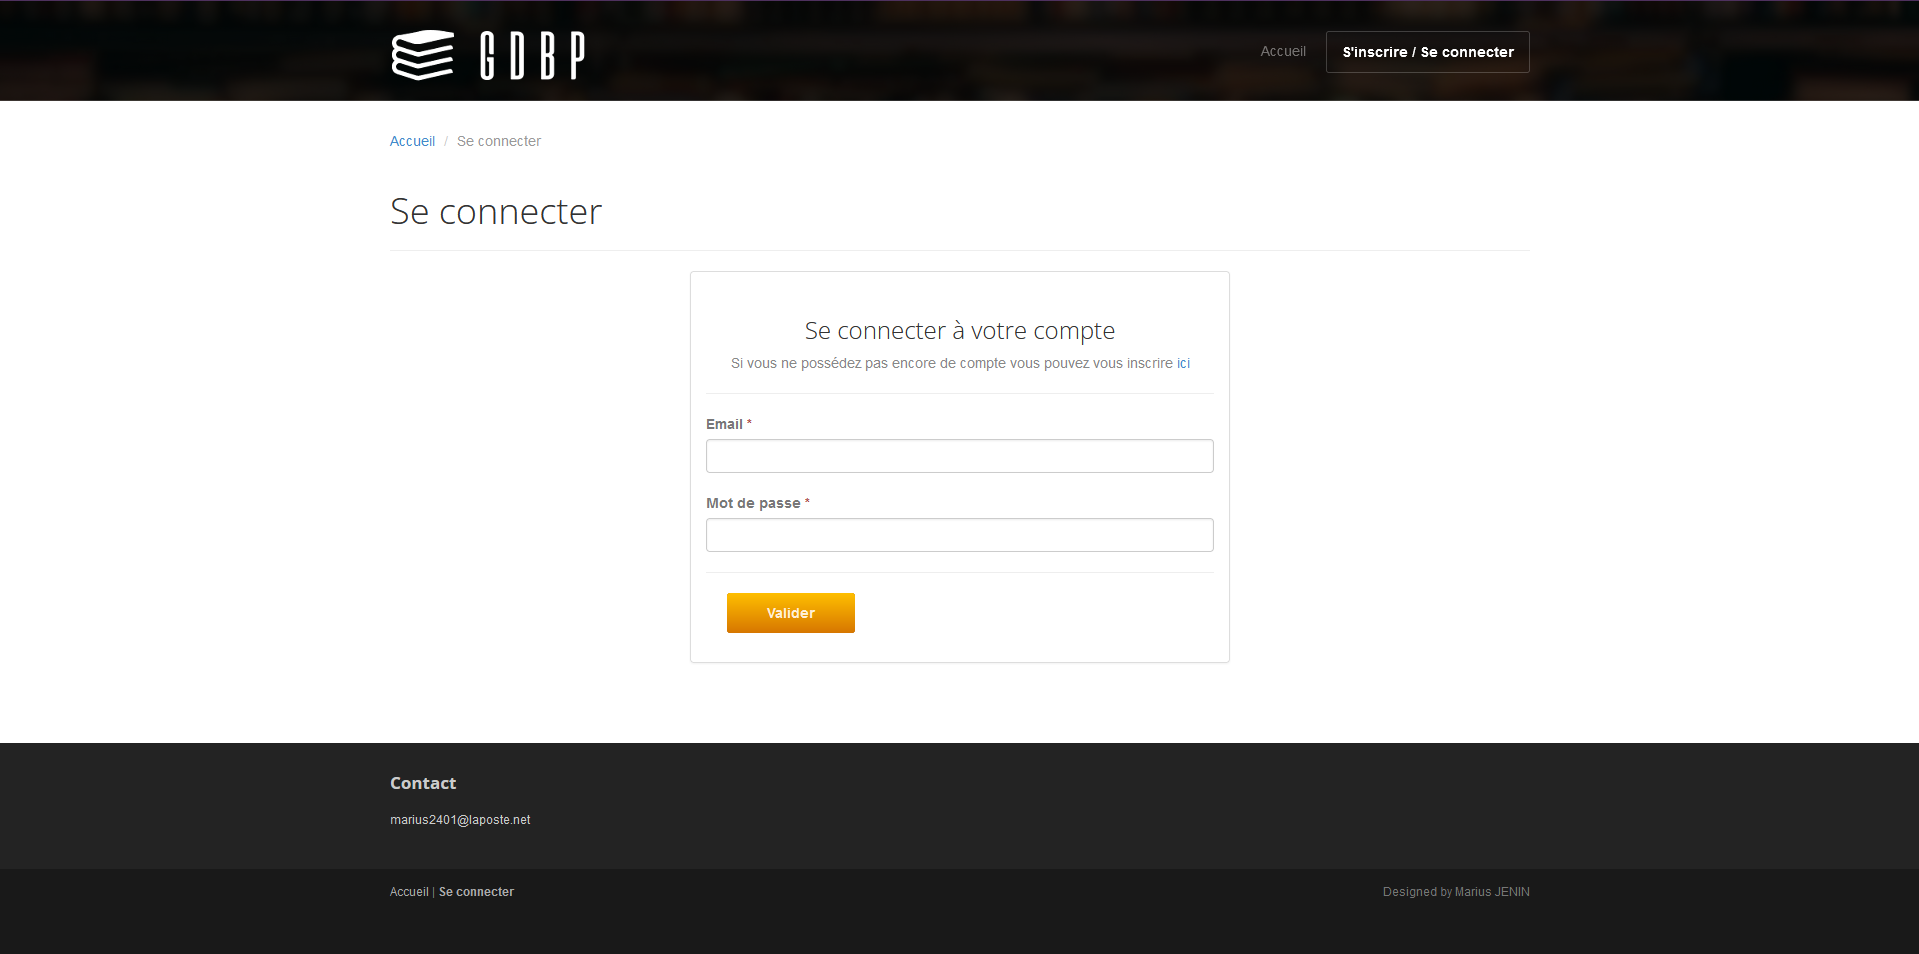 GDBP
Accueil
S'inscrire / Se connecter
Accueil / Se connecter
Se connecter
Se connecter à votre compte
Si vous ne possédez pas encore de compte vous pouvez vous inscrire ici
Email *
Mot de passe *
Valider
Contact
marius2401@laposte.net
Accueil | Se connecter
Designed by Marius JENIN